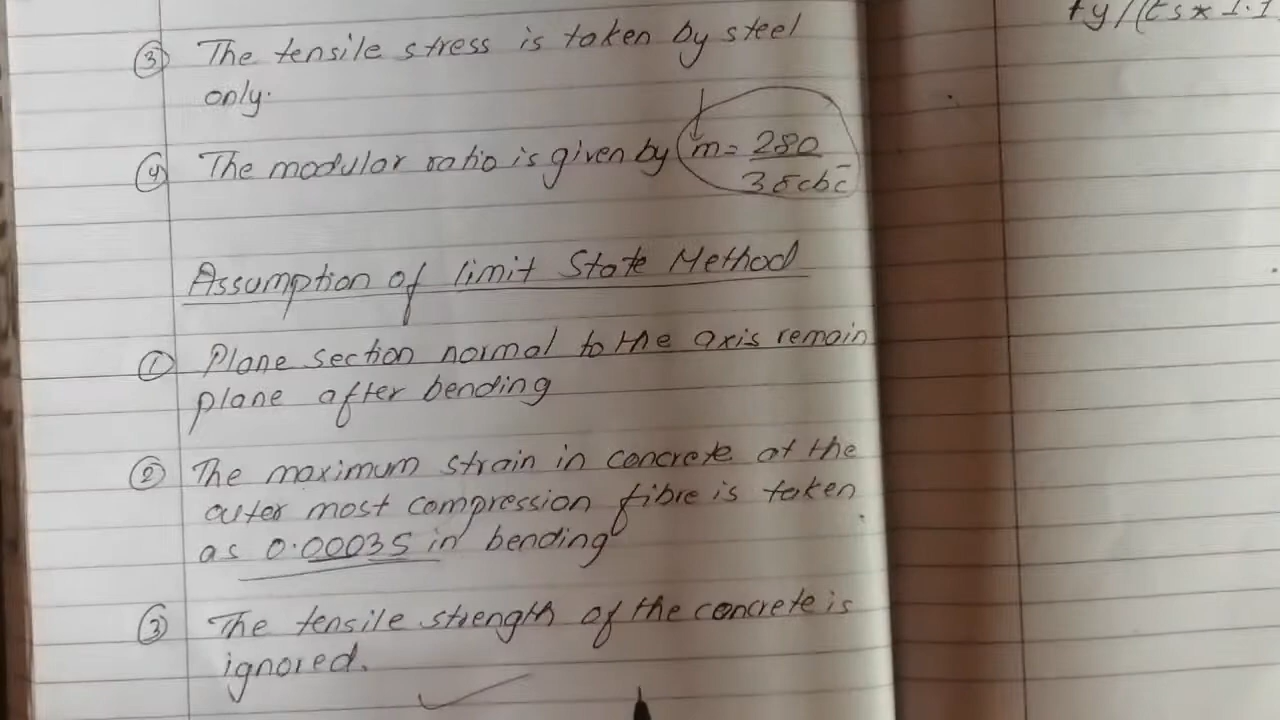 ③ The tensile stress is taken by steel
only.
④ The modular ratio is given by m = 280
3σcbc
Assumption of limit State Method
① Plane section normal to the axis remain
plane after bending
② The maximum strain in concrete at the
outer most compression fibre is taken
as 0.00035 in bending
③ The tensile strength of the concrete is
ignored.